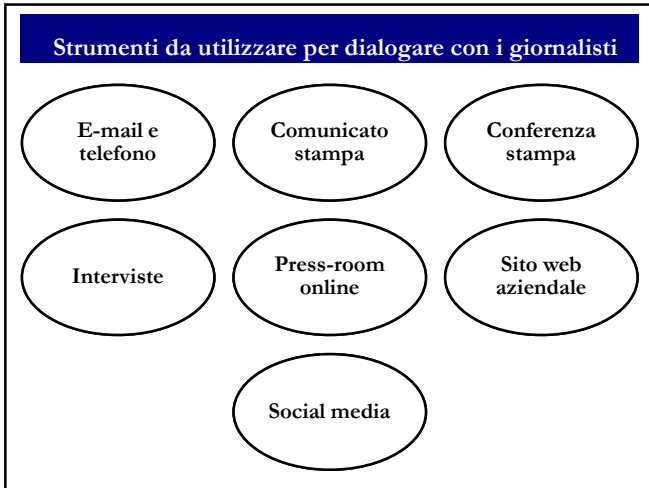 Strumenti da utilizzare per dialogare con i giornalisti
E-mail e
telefono
Comunicato
stampa
Conferenza
stampa
Interviste
Press-room
online
Sito web
aziendale
Social media